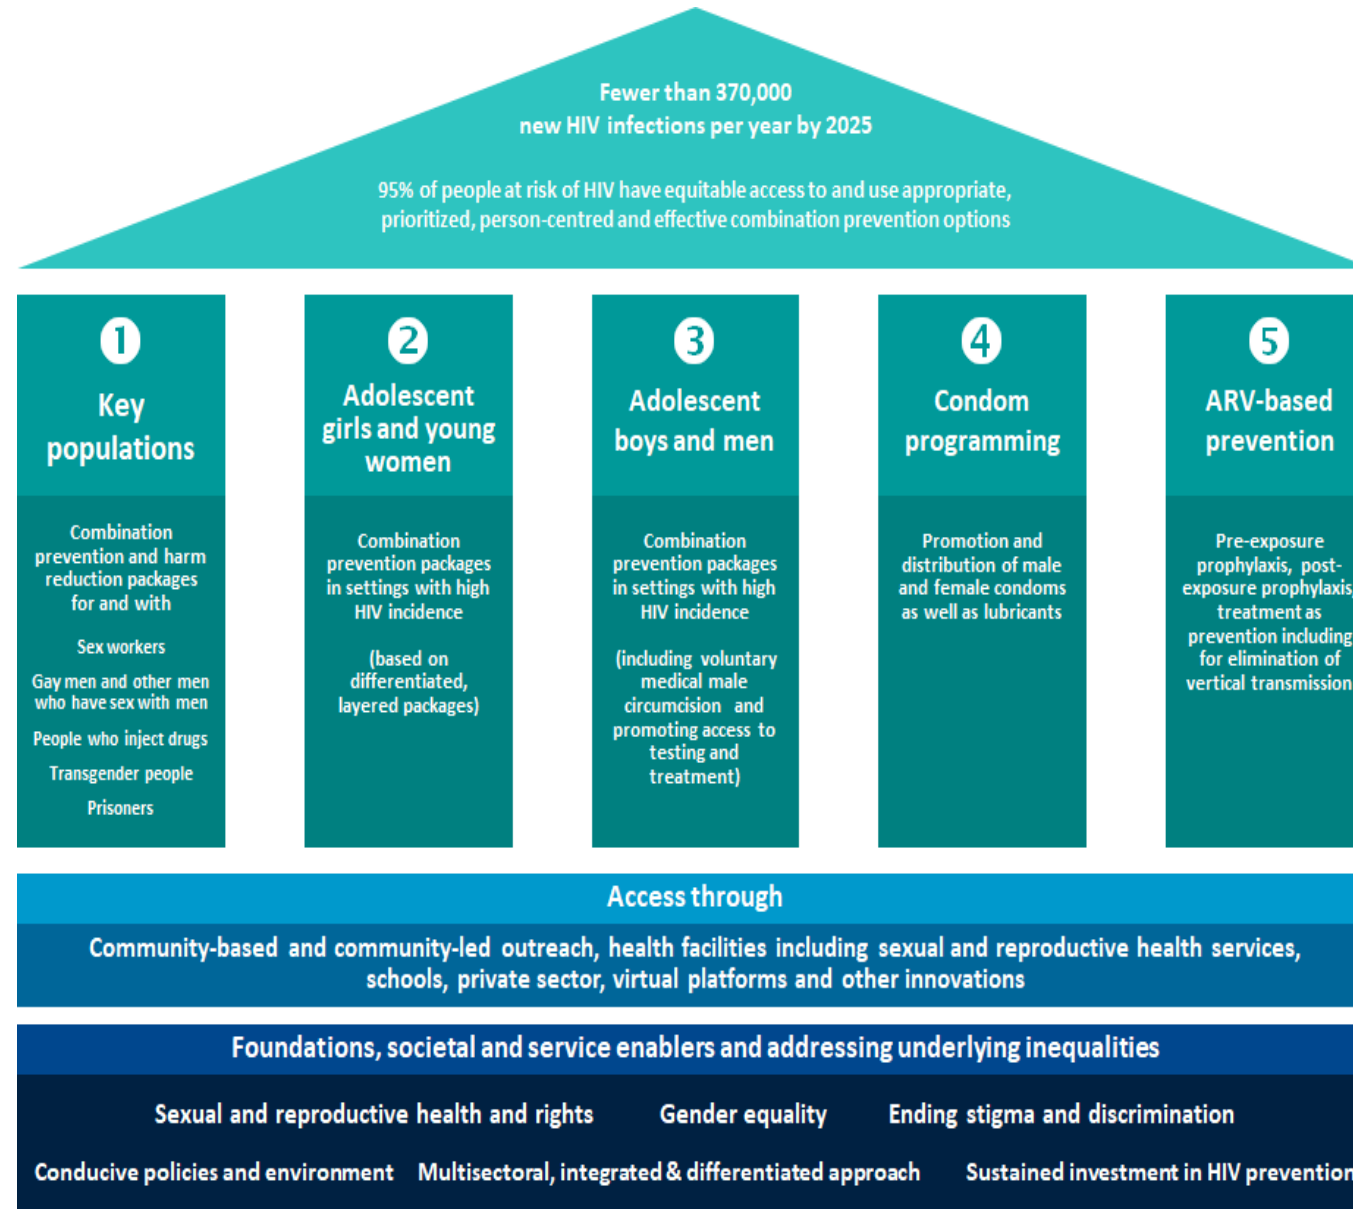 Fewer than 370,000
new HIV infections per year by 2025
95% of people at risk of HIV have equitable access to and use appropriate,
prioritized, person-centred and effective combination prevention options
1
Key
populations
Combination
prevention and harm
reduction packages
for and with
Sex workers
Gay men and other men
who have sex with men
People who inject drugs
Transgender people
Prisoners
2
Adolescent
girls and young
women
Combination
prevention packages
in settings with high
HIV incidence
(based on
differentiated,
layered packages)
3
Adolescent
boys and men
Combination
prevention packages
in settings with high
HIV incidence
(including voluntary
medical male
circumcision and
promoting access to
testing and
treatment)
4
Condom
programming
Promotion and
distribution of male
and female condoms
as well as lubricants
5
ARV-based
prevention
Pre-exposure
prophylaxis, post-
exposure prophylaxis,
treatment as
prevention including
for elimination of
vertical transmission
Access through
Community-based and community-led outreach, health facilities including sexual and reproductive health services,
schools, private sector, virtual platforms and other innovations
Foundations, societal and service enablers and addressing underlying inequalities
Sexual and reproductive health and rights Gender equality Ending stigma and discrimination
Conducive policies and environment Multisectoral, integrated & differentiated approach Sustained investment in HIV prevention